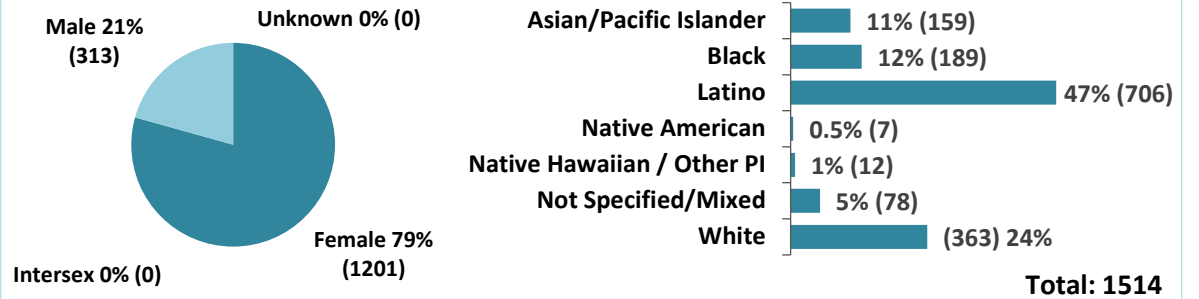 Unknown 0% (0)
Male 21%
(313)
Female 79%
(1201)
Intersex 0% (0)
Asian/Pacific Islander 11% (159)
Black 12% (189)
Latino 47% (706)
Native American 0.5% (7)
Native Hawaiian / Other PI 1% (12)
Not Specified/Mixed 5% (78)
White (363) 24%
Total: 1514